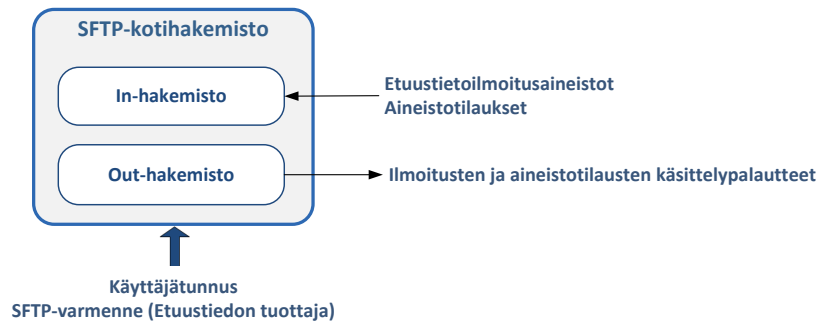 SFTP-kotihakemisto
In-hakemisto
Etuustietoilmoitusaineistot
Aineistotilaukset
Out-hakemisto
Ilmoitusten ja aineistotilausten käsittelypalautteet
Käyttäjätunnus
SFTP-varmenne (Etuustiedon tuottaja)